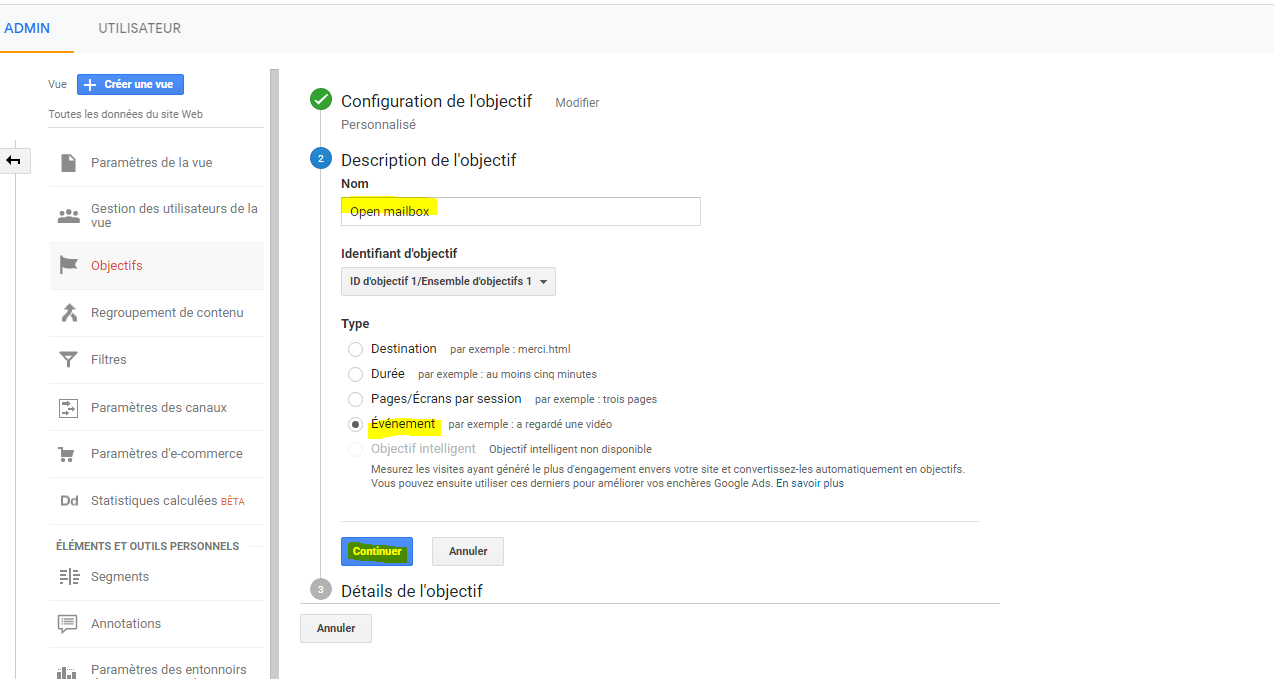 ADMIN
UTILISATEUR
Vue
Créer une vue
Toutes les données du site Web
Paramètres de la vue
Gestion des utilisateurs de la
vue
Objectifs
Regroupement de contenu
Filtres
Paramètres des canaux
Paramètres d'e-commerce
Dd Statistiques calculées BÊTA
ÉLÉMENTS ET OUTILS PERSONNELS
Segments
Annotations
Paramètres des entonnoirs
Configuration de l'objectif Modifier
Personnalisé
2 Description de l'objectif
Nom
Open mailbox
Identifiant d'objectif
ID d'objectif 1/Ensemble d'objectifs 1
Type
Destination par exemple : merci.html
Durée par exemple : au moins cinq minutes
Pages/Écrans par session par exemple : trois pages
Événement par exemple : a regardé une vidéo
Objectif intelligent Objectif intelligent non disponible
Mesurez les visites ayant généré le plus d'engagement envers votre site et convertissez-les automatiquement en objectifs.
Vous pouvez ensuite utiliser ces derniers pour améliorer vos enchères Google Ads. En savoir plus
Continuer
Annuler
3 Détails de l'objectif
Annuler